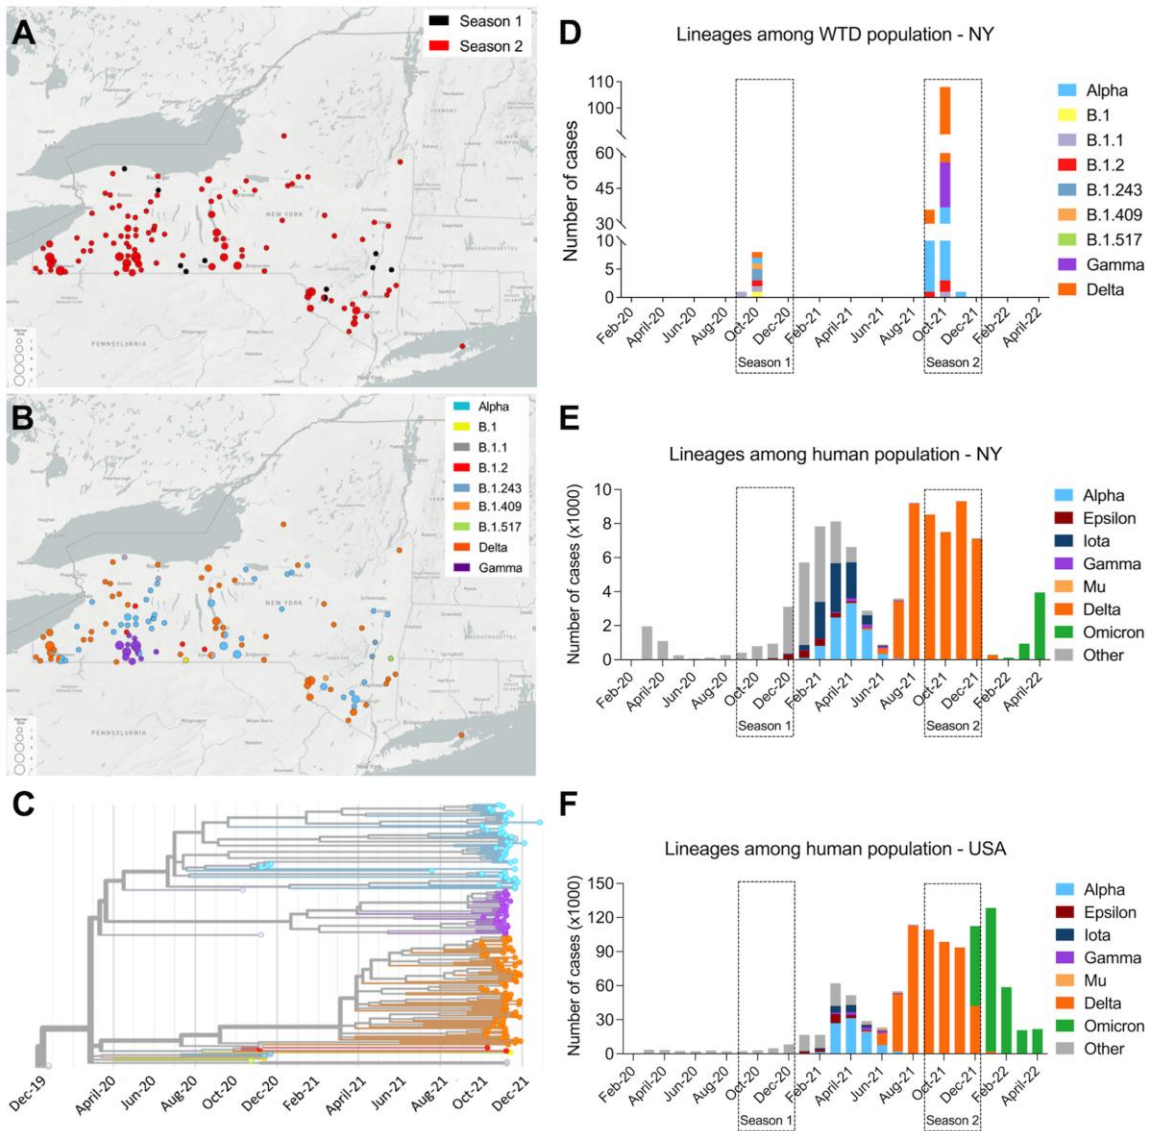 A
Season 1
Season 2
NEW YORK
PENNSYLVANIA
B
Alpha
B.1
B.1.1
B.1.2
B.1.243
B.1.409
B.1.517
Delta
Gamma
NEW YORK
PENNSYLVANIA
C
Dec-19
April-20
Jun-20
Aug-20
Oct-20
Dec-20
Feb-21
April-21
Jun-21
Aug-21
Oct-21
Dec-21
D
Lineages among WTD population - NY
Number of cases
110
100
60
45
30
10
5
0
Feb-20
April-20
Jun-20
Aug-20
Oct-20
Dec-20
Feb-21
April-21
Jun-21
Aug-21
Oct-21
Dec-21
Feb-22
April-22
Season 1
Season 2
Alpha
B.1
B.1.1
B.1.2
B.1.243
B.1.409
B.1.517
Gamma
Delta
E
Lineages among human population - NY
Number of cases (x1000)
10
8
6
4
2
0
Feb-20
April-20
Jun-20
Aug-20
Oct-20
Dec-20
Feb-21
April-21
Jun-21
Aug-21
Oct-21
Dec-21
Feb-22
April-22
Season 1
Season 2
Alpha
Epsilon
Iota
Gamma
Mu
Delta
Omicron
Other
F
Lineages among human population - USA
Number of cases (x1000)
150
120
90
60
30
0
Feb-20
April-20
Jun-20
Aug-20
Oct-20
Dec-20
Feb-21
April-21
Jun-21
Aug-21
Oct-21
Dec-21
Feb-22
April-22
Season 1
Season 2
Alpha
Epsilon
Iota
Gamma
Mu
Delta
Omicron
Other